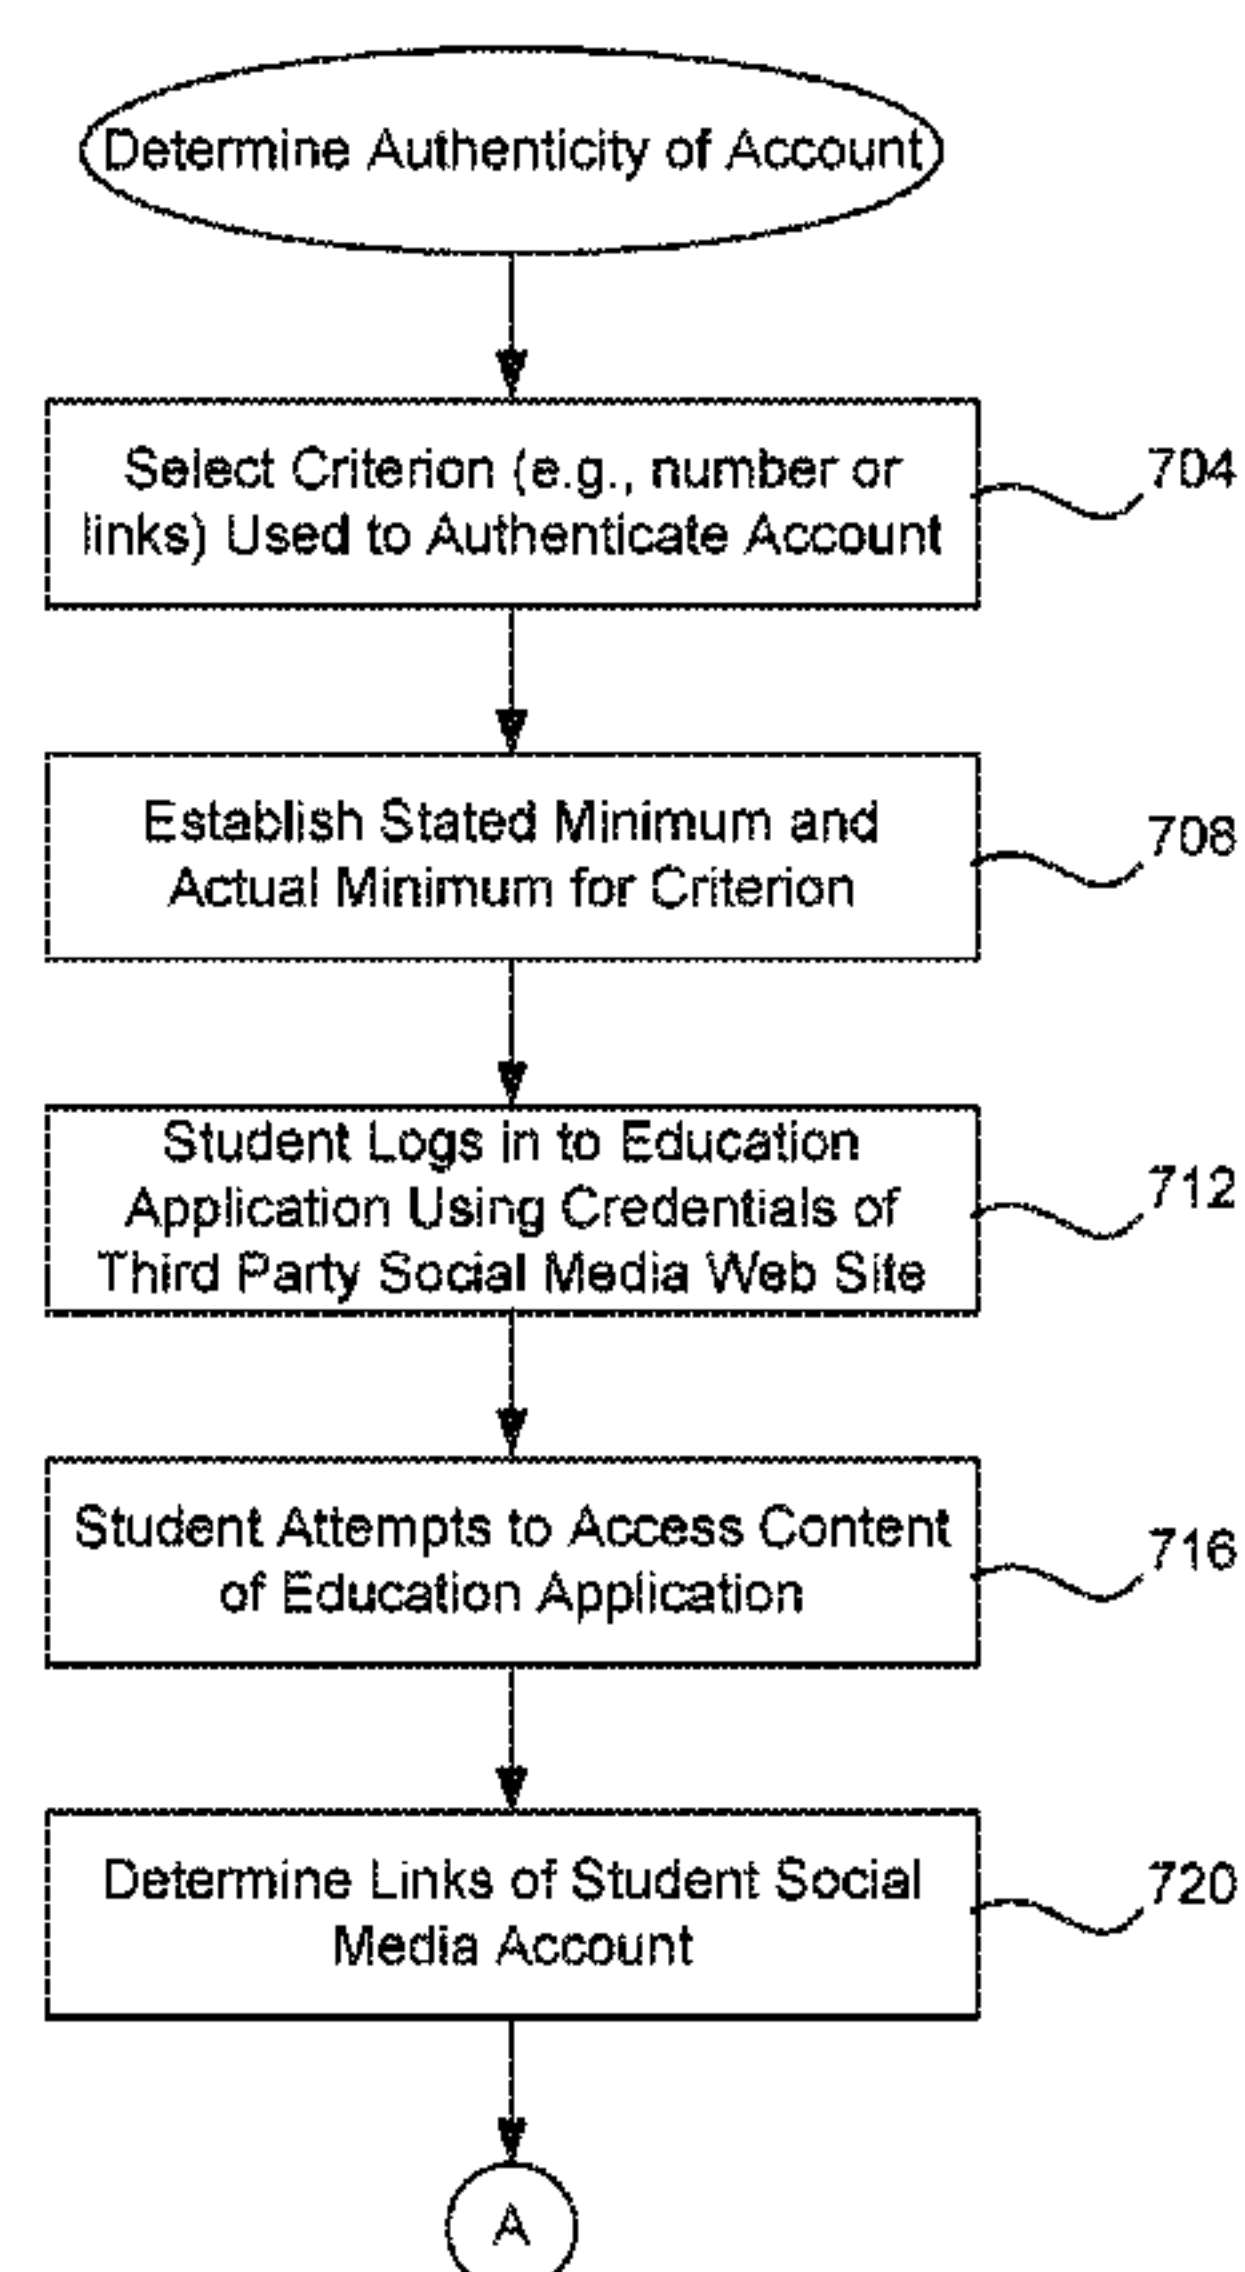 Determine Authenticity of Account
Select Criterion (e.g., number or
links) Used to Authenticate Account
704
Establish Stated Minimum and
Actual Minimum for Criterion
708
Student Logs in to Education
Application Using Credentials of
Third Party Social Media Web Site
712
Student Attempts to Access Content
of Education Application
716
Determine Links of Student Social
Media Account
720
A